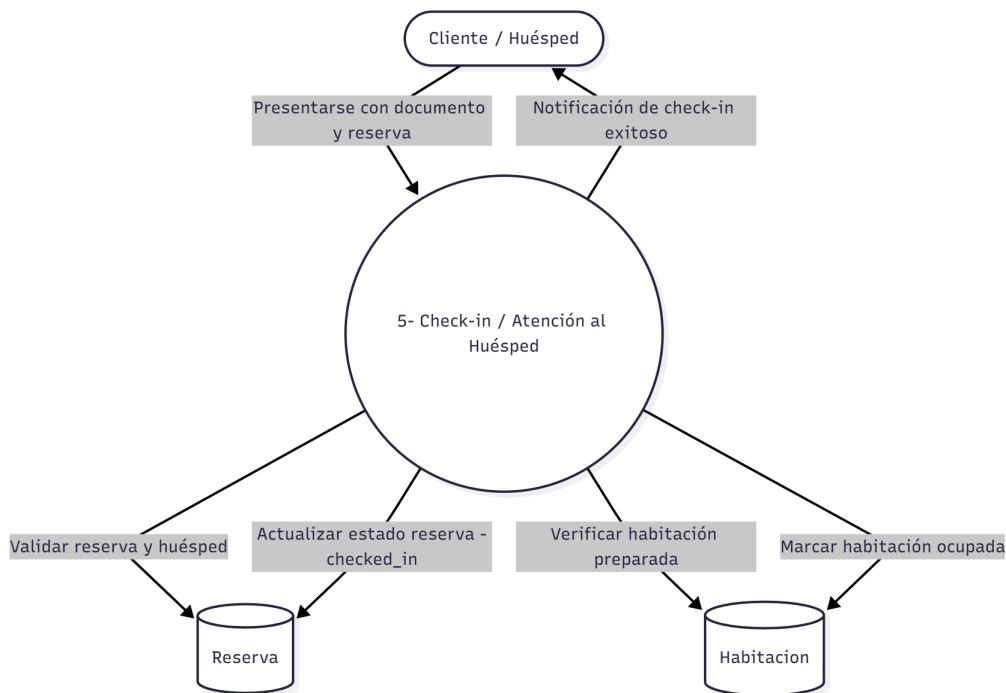 Cliente / Huésped
Presentarse con documento
y reserva
Notificación de check-in
exitoso
5- Check-in / Atención al
Huésped
Validar reserva y huésped
Actualizar estado reserva -
checked_in
Verificar habitación
preparada
Marcar habitación ocupada
Reserva
Habitacion